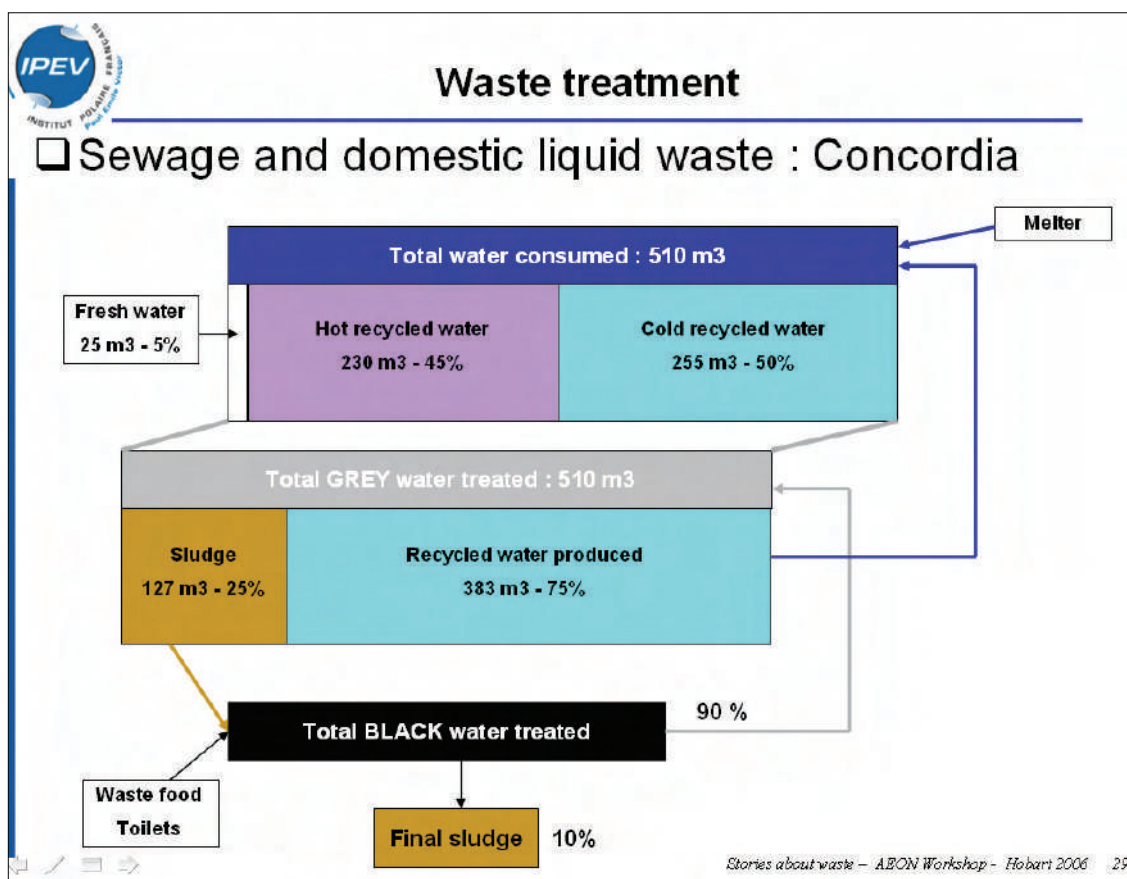 IPEV
INSTITUT POLAIRE FRANÇAIS
Paul Emile Victor
Waste treatment
Sewage and domestic liquid waste : Concordia
Melter
Total water consumed : 510 m3
Fresh water
25 m3 - 5%
Hot recycled water
230 m3 - 45%
Cold recycled water
255 m3 - 50%
Total GREY water treated : 510 m3
Sludge
127 m3 - 25%
Recycled water produced
383 m3 - 75%
90 %
Total BLACK water treated
Waste food
Toilets
Final sludge
10%
Stories about waste – AEON Workshop - Hobart 2006 29